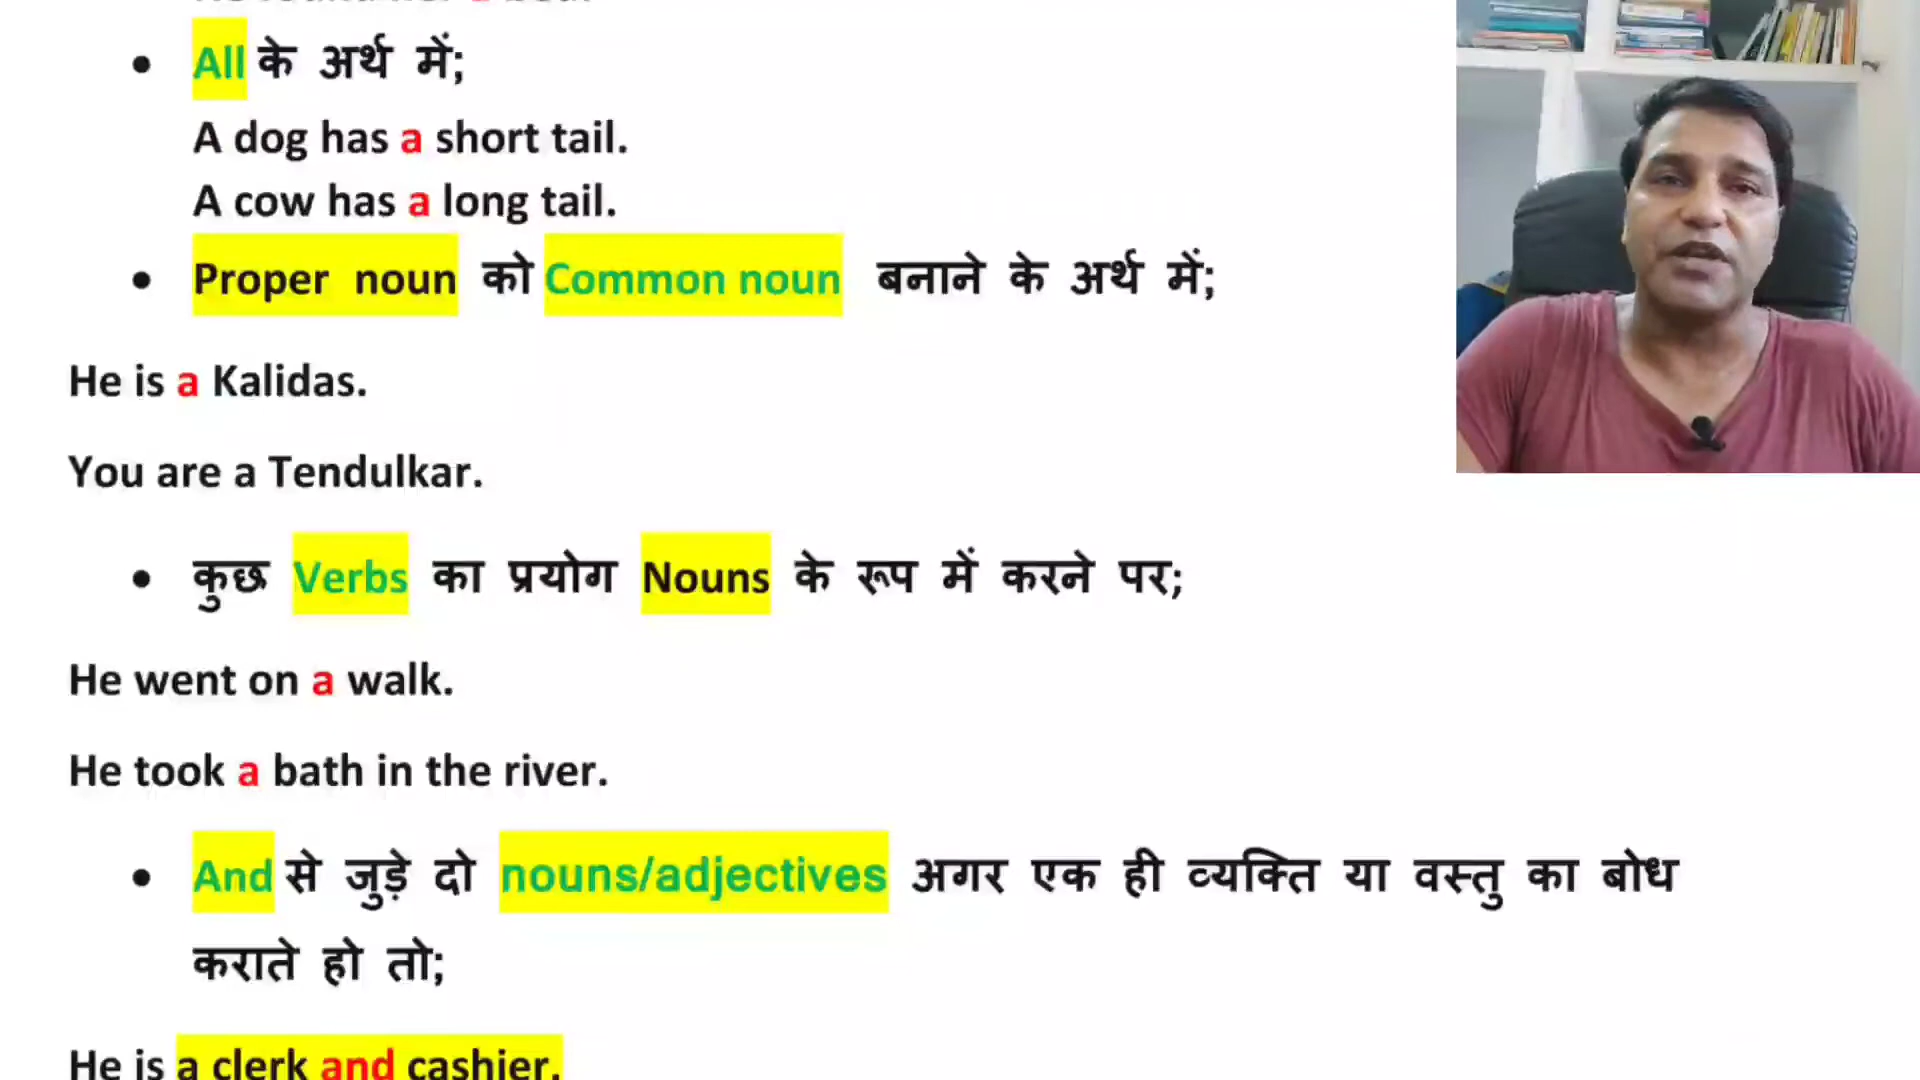 All के अर्थ में;
A dog has a short tail.
A cow has a long tail.
Proper noun को Common noun बनाने के अर्थ में;
He is a Kalidas.
You are a Tendulkar.
कुछ Verbs का प्रयोग Nouns के रूप में करने पर;
He went on a walk.
He took a bath in the river.
And से जुड़े दो nouns/adjectives अगर एक ही व्यक्ति या वस्तु का बोध
कराते हो तो;
He is a clerk and cashier.